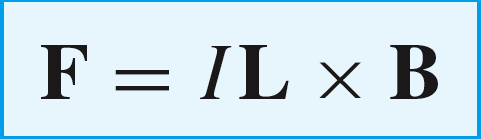 F = IL × B